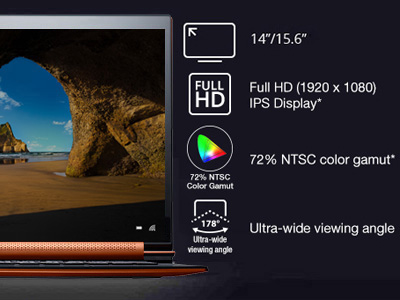 14”/15.6”
FULL
HD
Full HD (1920 x 1080)
IPS Display*
72% NTSC
Color Gamut
72% NTSC color gamut*
178°
Ultra-wide
viewing angle
Ultra-wide viewing angle